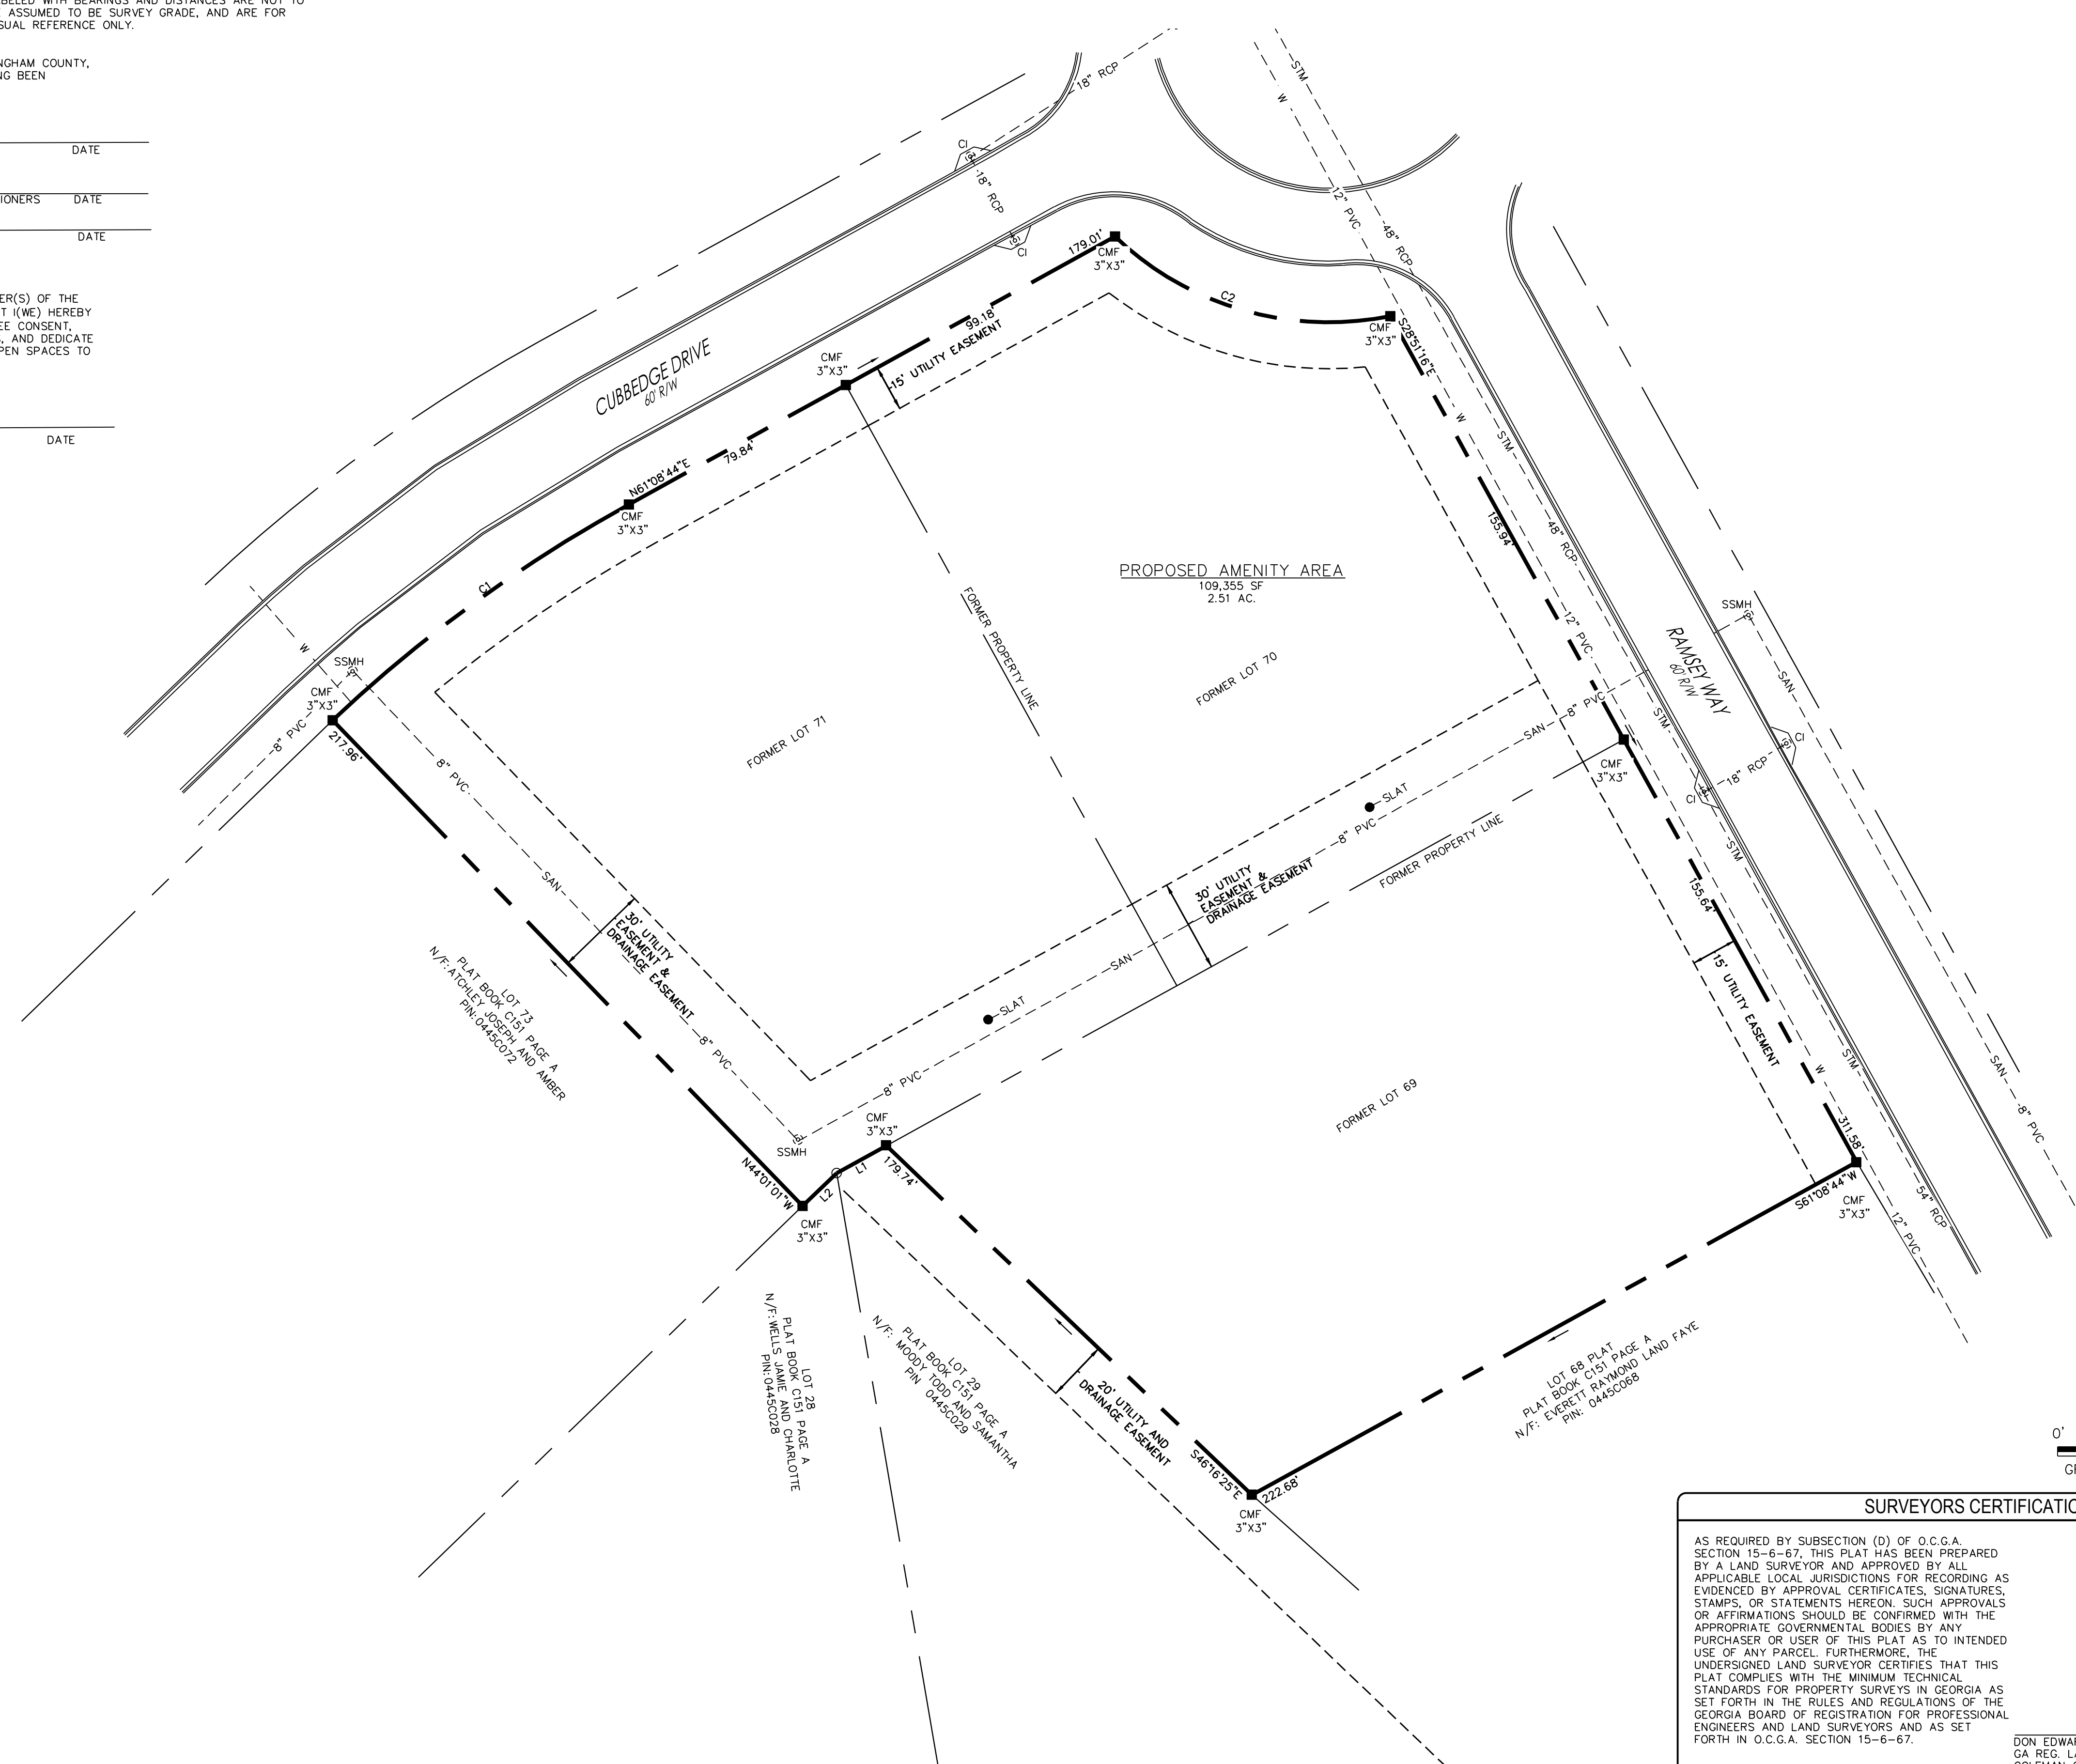 BELED WITH BEARINGS AND DISTANCES ARE NOT TO
ASSUMED TO BE SURVEY GRADE, AND ARE FOR
SUAL REFERENCE ONLY.
NGHAM COUNTY,
NG BEEN
DATE
IONERS DATE
DATE
ER(S) OF THE
T I(WE) HEREBY
EE CONSENT,
, AND DEDICATE
PEN SPACES TO
DATE
18" RCP
STM
W
CI
18" RCP
CI
12" PVC
48" RCP
179.01'
CMF
3"X3"
C2
CMF
3"X3"
S28°51'16"E
99.18'
15' UTILITY EASEMENT
CUBBEDGE DRIVE
60' R/W
CMF
3"X3"
79.84'
N61°08'44"E
CMF
3"X3"
W
STM
155.94'
48" RCP
PROPOSED AMENITY AREA
109,355 SF
2.51 AC.
C1
FORMER PROPERTY LINE
12" PVC
SSMH
RAMSEY WAY
60' R/W
W
SSMH
CMF
3"X3"
8" PVC
217.96'
FORMER LOT 70
FORMER LOT 71
SAN
8" PVC
SAN
STM
CI
CMF
3"X3"
18" RCP
CI
8" PVC
SLAT
8" PVC
FORMER PROPERTY LINE
STM
SAN
30' UTILITY
EASEMENT &
DRAINAGE EASEMENT
155.64'
30' UTILITY
EASEMENT &
DRAINAGE EASEMENT
SAN
15' UTILITY EASEMENT
LOT 73
PLAT BOOK C151 PAGE A
N/F: ATCHLEY JOSEPH AND AMBER
PIN: 0445C072
SLAT
8" PVC
8" PVC
STM
W
SAN
8" PVC
FORMER LOT 69
CMF
3"X3"
311.58'
SSMH
L1
179.74'
N44°01'01"W
L2
CMF
3"X3"
S61°08'44"W
CMF
3"X3"
54" RCP
12" PVC
LOT 28
PLAT BOOK C151 PAGE A
N/F: WELLS JAMIE AND CHARLOTTE
PIN: 0445C028
LOT 29
PLAT BOOK C151 PAGE A
N/F: MOODY TODD AND SAMANTHA
PIN 0445C029
20' UTILITY AND
DRAINAGE EASEMENT
LOT 68 PLAT
PLAT BOOK C151 PAGE A
N/F: EVERETT RAYMOND LAND FAYE
PIN: 0445C068
S46°16'25"E
222.68'
CMF
3"X3"
0'
SURVEYORS CERTIFICATIO
AS REQUIRED BY SUBSECTION (D) OF O.C.G.A.
SECTION 15-6-67, THIS PLAT HAS BEEN PREPARED
BY A LAND SURVEYOR AND APPROVED BY ALL
APPLICABLE LOCAL JURISDICTIONS FOR RECORDING AS
EVIDENCED BY APPROVAL CERTIFICATES, SIGNATURES,
STAMPS, OR STATEMENTS HEREON. SUCH APPROVALS
OR AFFIRMATIONS SHOULD BE CONFIRMED WITH THE
APPROPRIATE GOVERNMENTAL BODIES BY ANY
PURCHASER OR USER OF THIS PLAT AS TO INTENDED
USE OF ANY PARCEL. FURTHERMORE, THE
UNDERSIGNED LAND SURVEYOR CERTIFIES THAT THIS
PLAT COMPLIES WITH THE MINIMUM TECHNICAL
STANDARDS FOR PROPERTY SURVEYS IN GEORGIA AS
SET FORTH IN THE RULES AND REGULATIONS OF THE
GEORGIA BOARD OF REGISTRATION FOR PROFESSIONAL
ENGINEERS AND LAND SURVEYORS AND AS SET
FORTH IN O.C.G.A. SECTION 15-6-67.
DON EDWAR
GA REG. LA